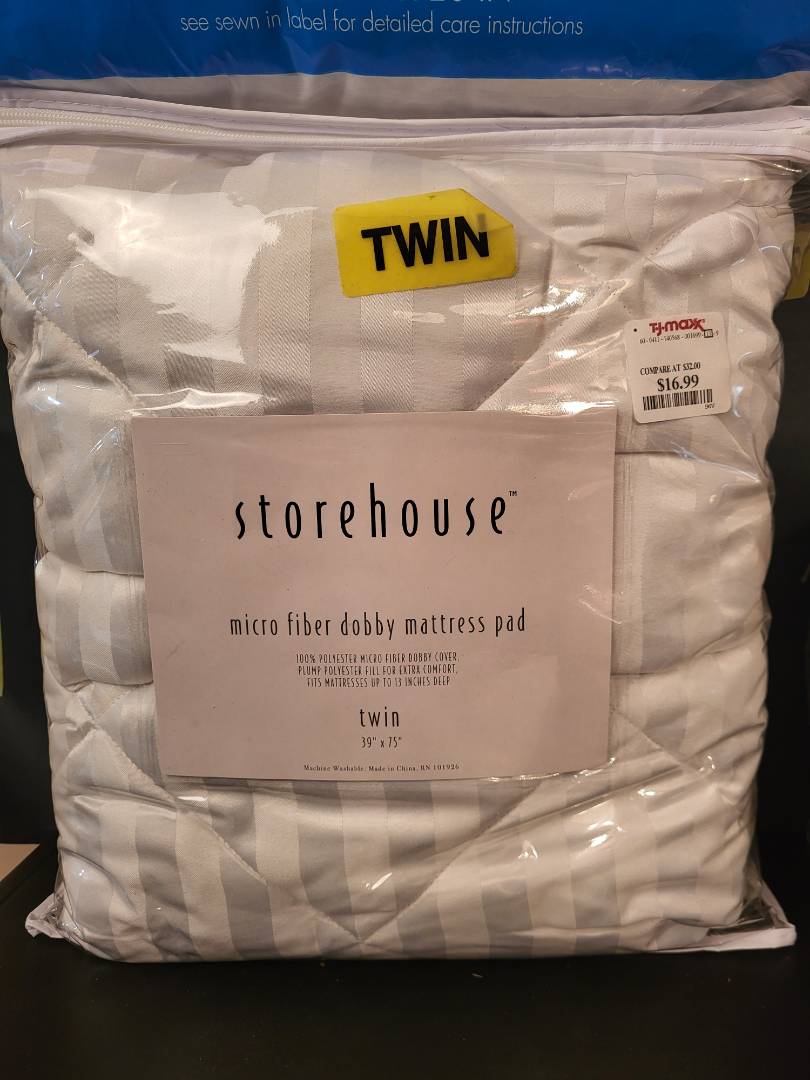 see sewn in label for detailed care instructions
TWIN
T·J·maxx®
COMPARE AT $32.00
$16.99
storehouse™
micro fiber dobby mattress pad
100% POLYESTER MICRO FIBER DOBBY COVER.
PLUMP POLYESTER FILL FOR EXTRA COMFORT.
FITS MATTRESSES UP TO 13 INCHES DEEP
twin
39" x 75"
Machine Washable. Made in China. RN 101926